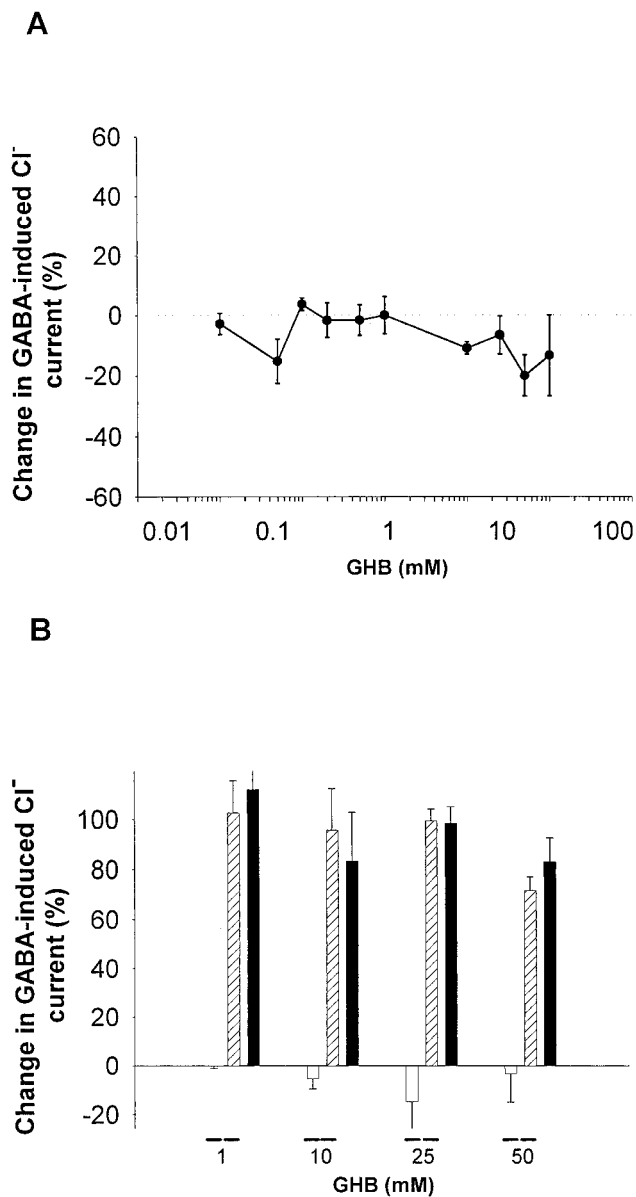 A
Change in GABA-induced Cl-
current (%)
60
40
20
0
-20
-40
-60
0.01 0.1 1 10 100
GHB (mM)
B
Change in GABA-induced Cl-
current (%)
100
80
60
40
20
0
-20
1 10 25 50
GHB (mM)